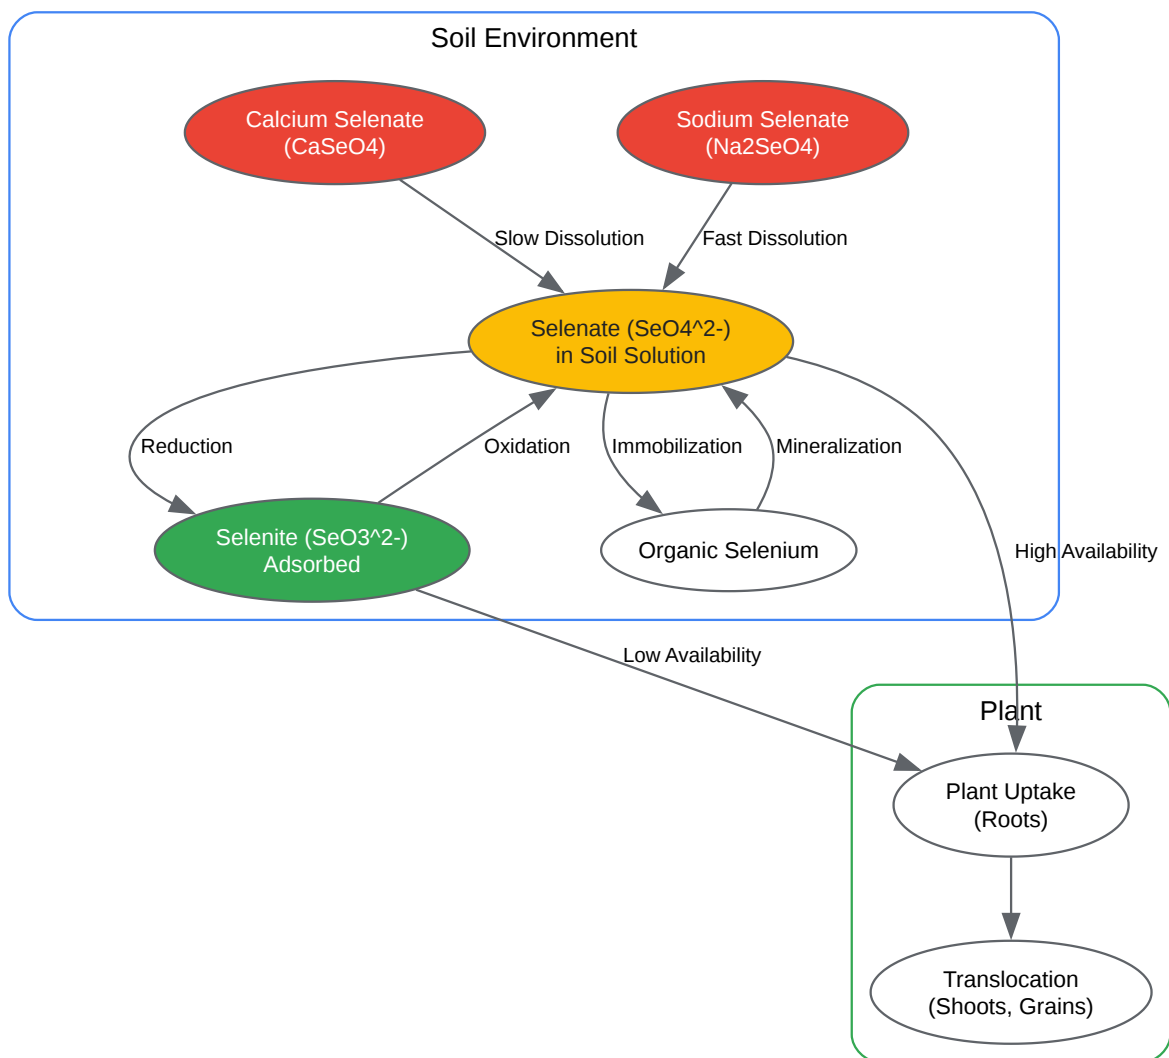 Soil Environment
Calcium Selenate
(CaSeO4)
Sodium Selenate
(Na2SeO4)
Slow Dissolution
Fast Dissolution
Selenate (SeO4^2-)
in Soil Solution
Reduction
Oxidation
Immobilization
Mineralization
Selenite (SeO3^2-)
Adsorbed
Organic Selenium
High Availability
Low Availability
Plant
Plant Uptake
(Roots)
Translocation
(Shoots, Grains)